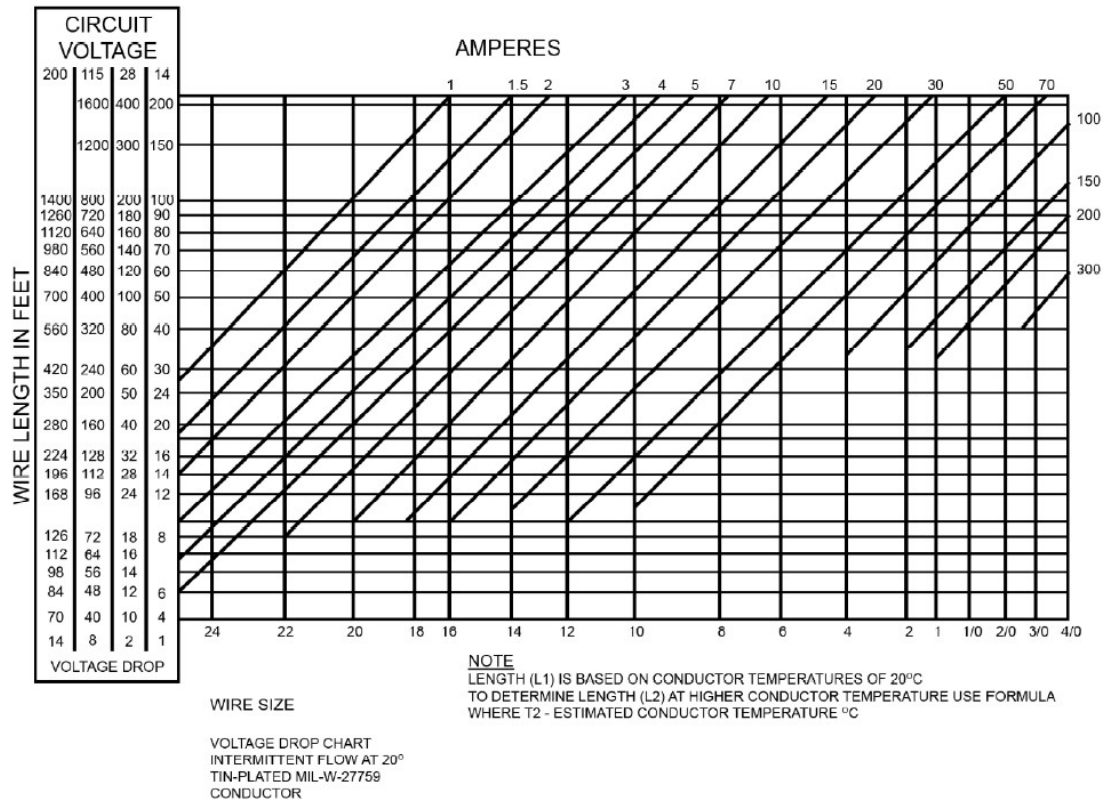 CIRCUIT
VOLTAGE
AMPERES
200 115 28 14
1 1.5 2 3 4 5 7 10 15 20 30 50 70
1600 400 200
100
1200 300 150
150
1400 800 200 100
1260 720 180 90
200
1120 640 160 80
980 560 140 70
840 480 120 60
300
700 400 100 50
560 320 80 40
420 240 60 30
350 200 50 24
280 160 40 20
224 128 32 16
196 112 28 14
168 96 24 12
126 72 18 8
112 64 16
98 56 14
84 48 12 6
70 40 10 4
14 8 2 1
WIRE LENGTH IN FEET
24 22 20 18 16 14 12 10 8 6 4 2 1 1/0 2/0 3/0 4/0
VOLTAGE DROP
NOTE
LENGTH (L1) IS BASED ON CONDUCTOR TEMPERATURES OF 20°C
TO DETERMINE LENGTH (L2) AT HIGHER CONDUCTOR TEMPERATURE USE FORMULA
WHERE T2 - ESTIMATED CONDUCTOR TEMPERATURE °C
WIRE SIZE
VOLTAGE DROP CHART
INTERMITTENT FLOW AT 20°
TIN-PLATED MIL-W-27759
CONDUCTOR